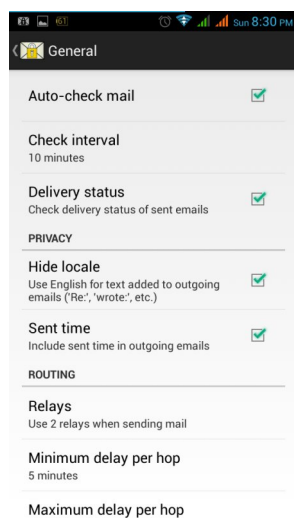 61
Sun 8:30 PM
General
Auto-check mail
Check interval
10 minutes
Delivery status
Check delivery status of sent emails
PRIVACY
Hide locale
Use English for text added to outgoing
emails ('Re:', 'wrote:', etc.)
Sent time
Include sent time in outgoing emails
ROUTING
Relays
Use 2 relays when sending mail
Minimum delay per hop
5 minutes
Maximum delay per hop